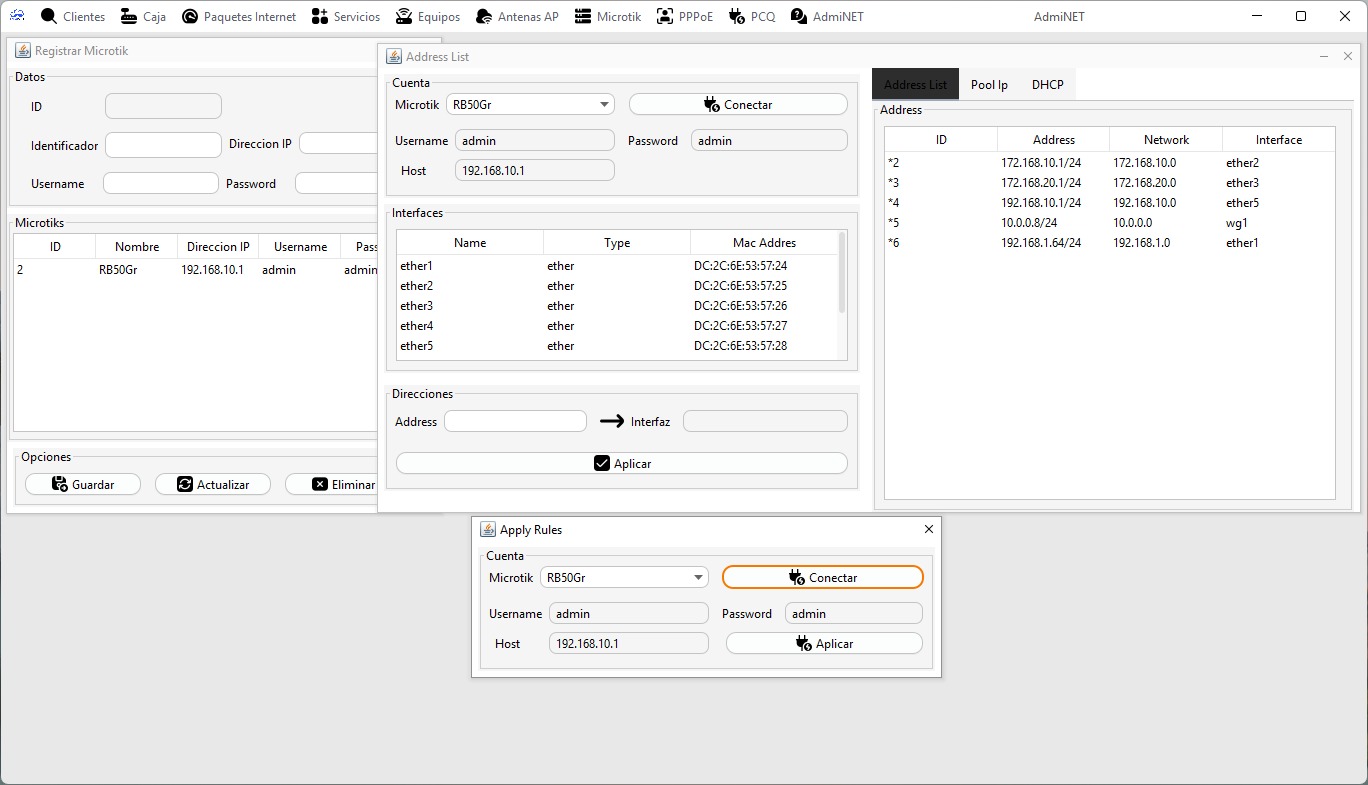 Clientes Caja Paquetes Internet Servicios Equipos Antenas AP Microtik PPPoE PCQ AdmiNET AdmiNET
Registrar Microtik
Datos
ID
Identificador Direccion IP
Username Password
Microtiks
ID Nombre Direccion IP Username Pass
2 RB50Gr 192.168.10.1 admin admin
Opciones
Guardar Actualizar Eliminar
Address List
Cuenta
Microtik RB50Gr Conectar
Username admin Password admin
Host 192.168.10.1
Interfaces
Name Type Mac Addres
ether1 ether DC:2C:6E:53:57:24
ether2 ether DC:2C:6E:53:57:25
ether3 ether DC:2C:6E:53:57:26
ether4 ether DC:2C:6E:53:57:27
ether5 ether DC:2C:6E:53:57:28
Direcciones
Address Interfaz
Aplicar
Address List Pool Ip DHCP
Address
ID Address Network Interface
*2 172.168.10.1/24 172.168.10.0 ether2
*3 172.168.20.1/24 172.168.20.0 ether3
*4 192.168.10.1/24 192.168.10.0 ether5
*5 10.0.0.8/24 10.0.0.0 wg1
*6 192.168.1.64/24 192.168.1.0 ether1
Apply Rules
Cuenta
Microtik RB50Gr Conectar
Username admin Password admin
Host 192.168.10.1 Aplicar